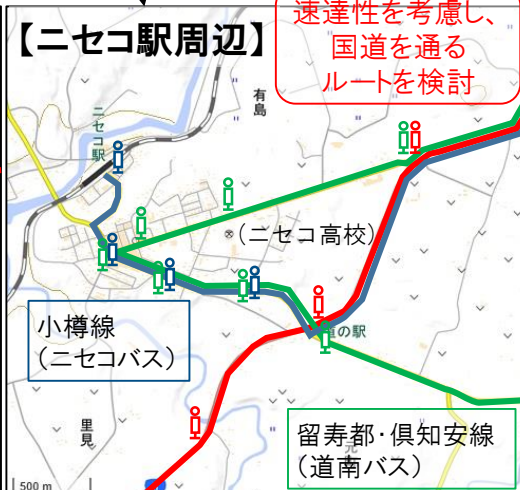 【ニセコ駅周辺】
速達性を考慮し、
国道を通る
ルートを検討
有島
ニセコ駅
(ニセコ高校)
小樽線
(ニセコバス)
道の駅
里見
元町
留寿都・倶知安線
(道南バス)
500 m